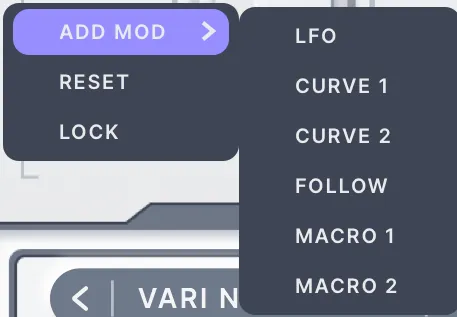 ADD MOD
RESET
LOCK
LFO
CURVE 1
CURVE 2
FOLLOW
MACRO 1
MACRO 2
VARI N